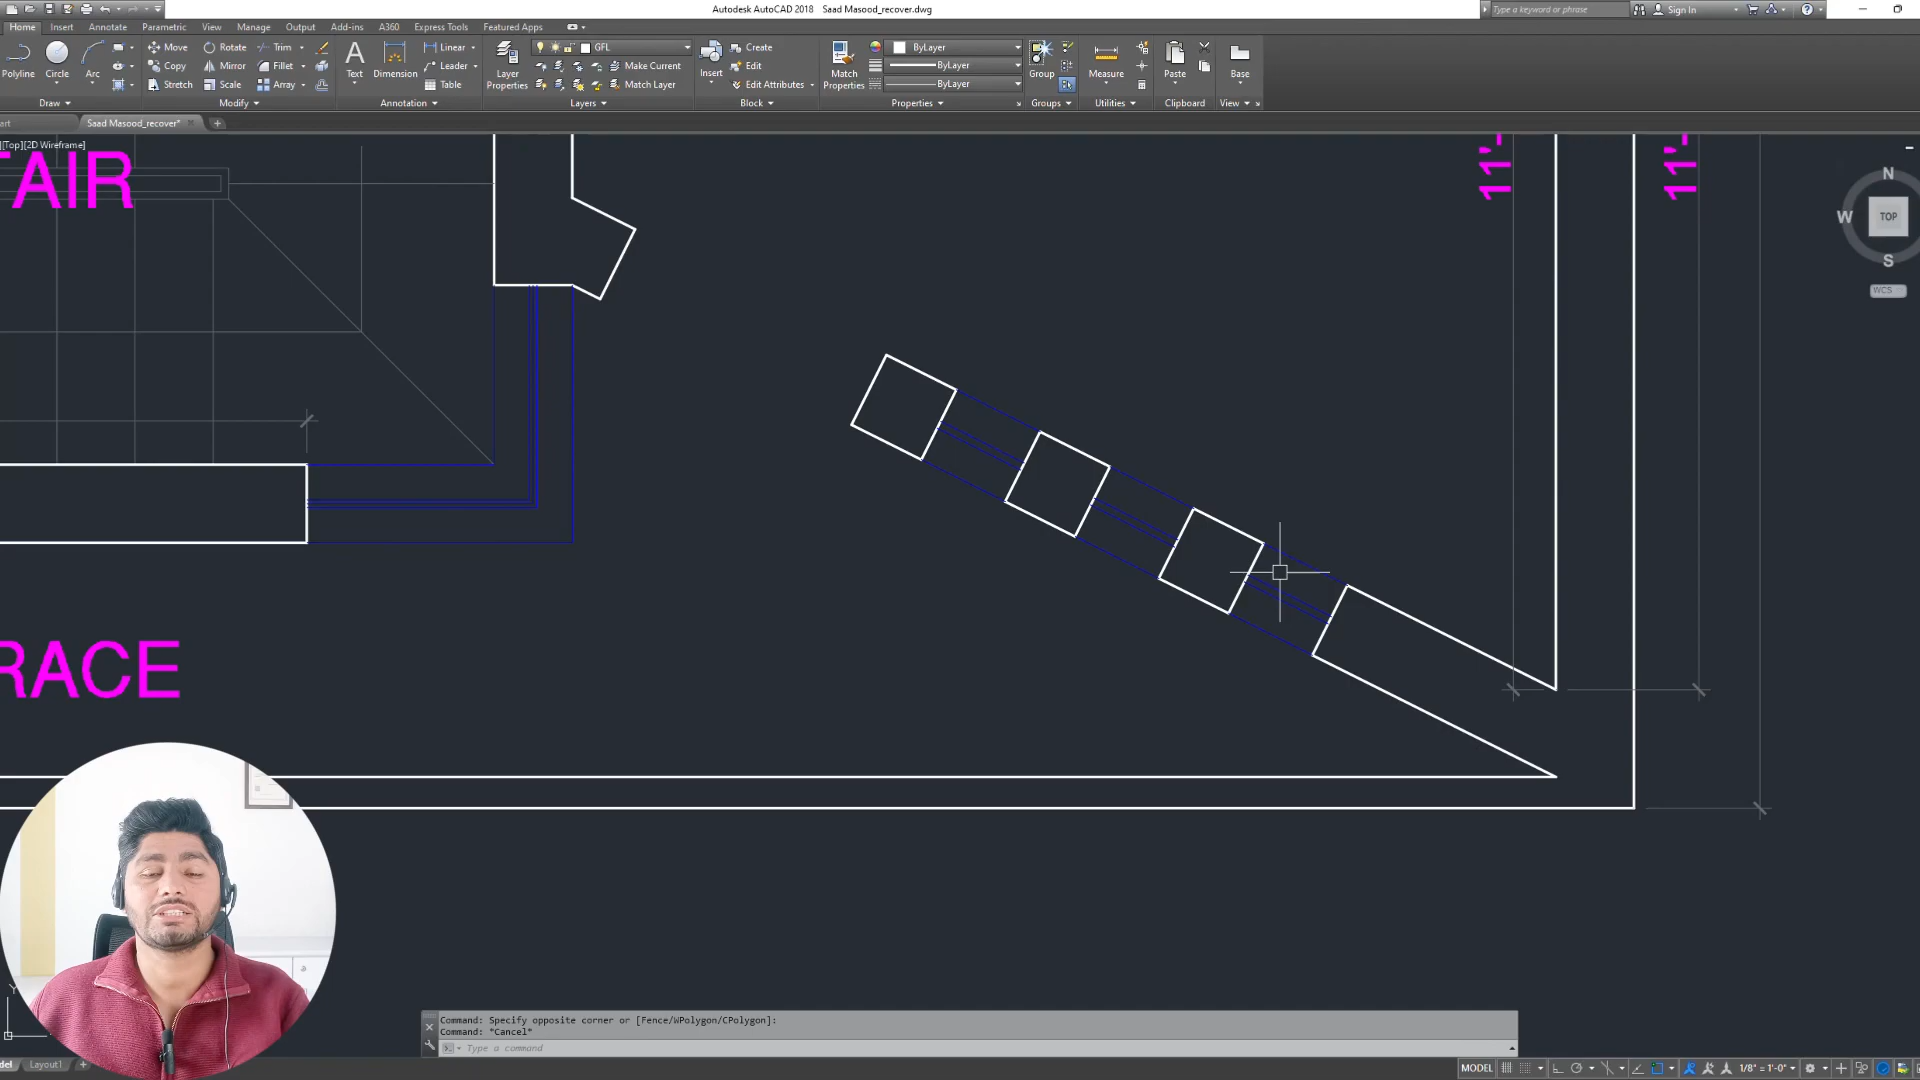 Autodesk AutoCAD 2018 Saad Masood_recover.dwg
Type a keyword or phrase
Sign In
Home Insert Annotate Parametric View Manage Output Add-ins A360 Express Tools Featured Apps
Polyline Circle Arc
Move Rotate Trim
Copy Mirror Fillet
Stretch Scale Array
Text Dimension
Linear
Leader
Table
Layer Properties
GFL
Make Current
Match Layer
Insert
Create
Edit
Edit Attributes
Match Properties
ByLayer
ByLayer
ByLayer
Group
Measure
Paste
Base
Draw Modify Annotation Layers Block Properties Groups Utilities Clipboard View
art Saad Masood_recover*
][Top][2D Wireframe]
TAIR
11'-
11'-
N
W TOP
S
WCS
RACE
Y
Command: Specify opposite corner or [Fence/WPolygon/CPolygon]:
Command: *Cancel*
Type a command
del Layout1
MODEL
1/8" = 1'-0"